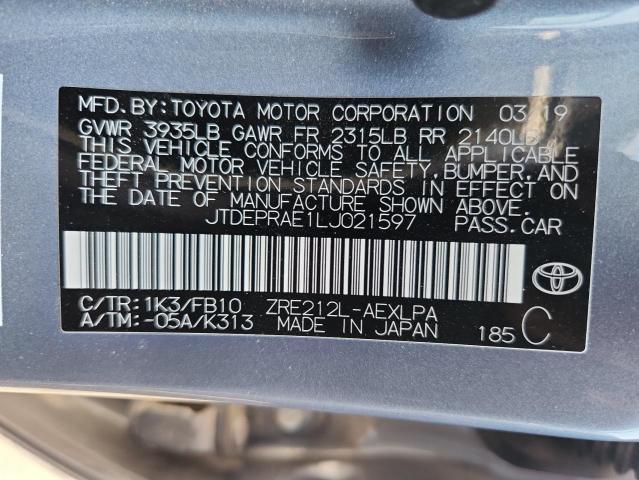 MFD. BY: TOYOTA MOTOR CORPORATION 03/19
GVWR 3935LB GAWR FR 2315LB RR 2140LB
THIS VEHICLE CONFORMS TO ALL APPLICABLE
FEDERAL MOTOR VEHICLE SAFETY, BUMPER, AND
THEFT PREVENTION STANDARDS IN EFFECT ON
THE DATE OF MANUFACTURE SHOWN ABOVE.
JTDEPRAE1LJ021597 PASS. CAR
C/TR: 1K3/FB10 ZRE212L-AEXLPA
A/TM: -05A/K313 MADE IN JAPAN 185 C